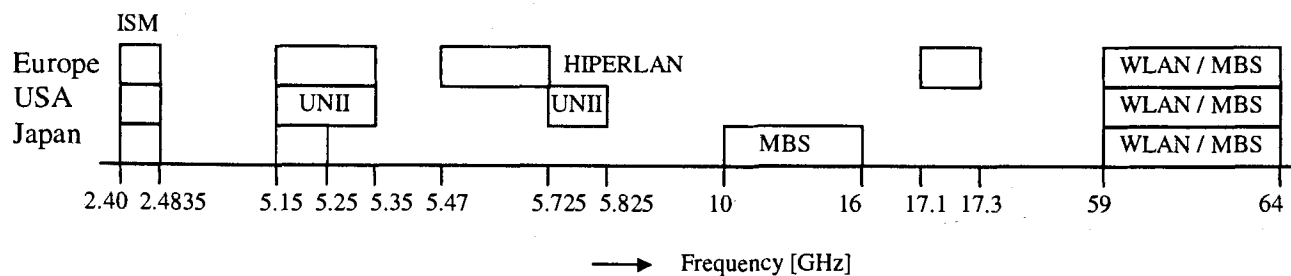 ISM
Europe HIPERLAN WLAN / MBS
USA UNII UNII WLAN / MBS
Japan MBS WLAN / MBS
2.40 2.4835 5.15 5.25 5.35 5.47 5.725 5.825 10 16 17.1 17.3 59 64
Frequency [GHz]